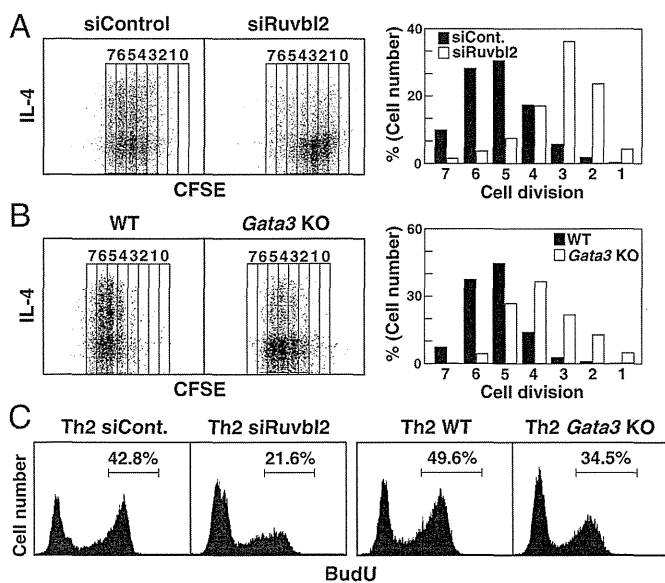 A
siControl
siRuvbl2
76543210
76543210
IL-4
CFSE
siCont.
siRuvbl2
% (Cell number)
40
20
0
7 6 5 4 3 2 1
Cell division
B
WT
Gata3 KO
76543210
76543210
IL-4
CFSE
WT
Gata3 KO
% (Cell number)
60
30
0
7 6 5 4 3 2 1
Cell division
C
Th2 siCont.
Th2 siRuvbl2
Th2 WT
Th2 Gata3 KO
42.8%
21.6%
49.6%
34.5%
Cell number
BudU